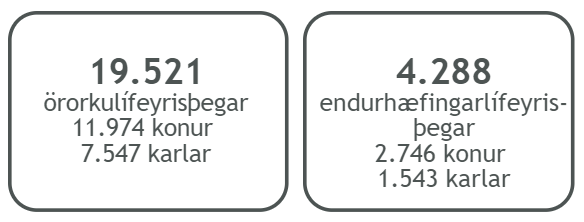 19.521
örorkulífeyrisþegar
11.974 konur
7.547 karlar
4.288
endurhæfingarlífeyris-
þegar
2.746 konur
1.543 karlar